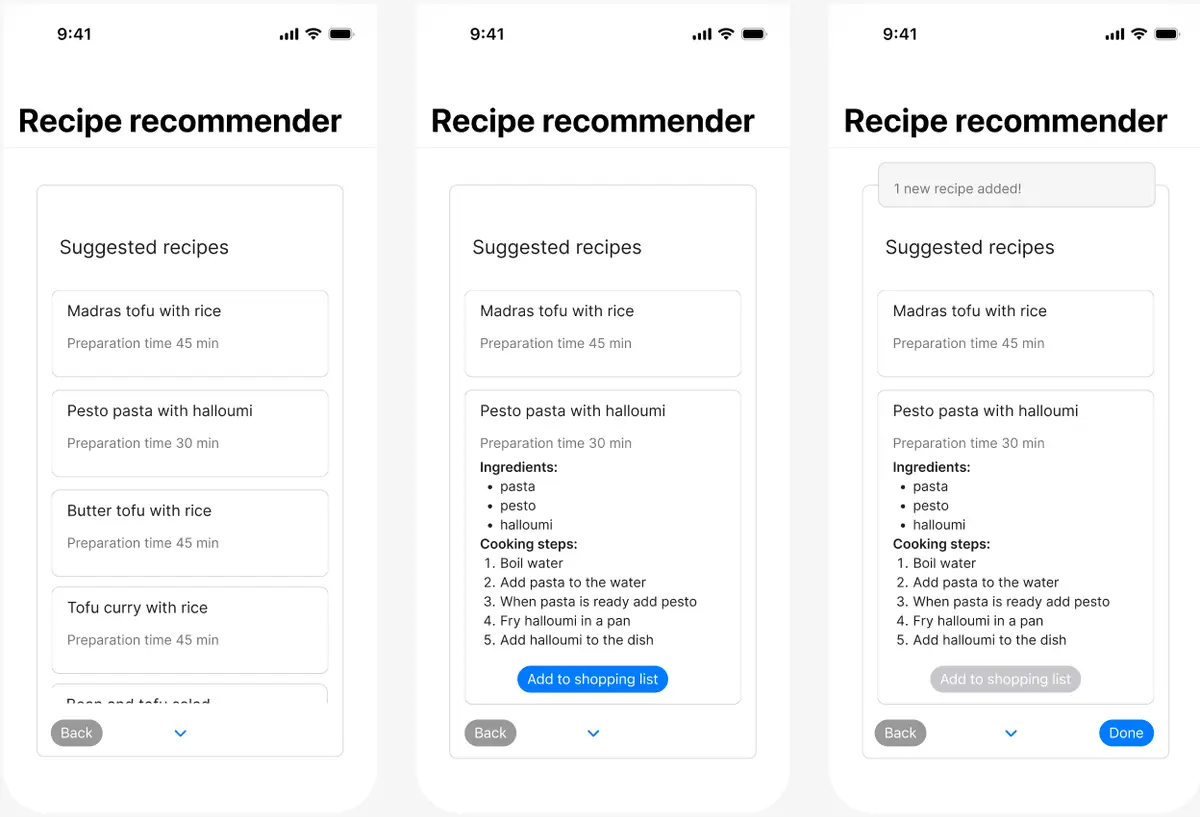 9:41
Recipe recommender
Suggested recipes
Madras tofu with rice
Preparation time 45 min
Pesto pasta with halloumi
Preparation time 30 min
Butter tofu with rice
Preparation time 45 min
Tofu curry with rice
Preparation time 45 min
Bean and tofu salad
Back
9:41
Recipe recommender
Suggested recipes
Madras tofu with rice
Preparation time 45 min
Pesto pasta with halloumi
Preparation time 30 min
Ingredients:
• pasta
• pesto
• halloumi
Cooking steps:
1. Boil water
2. Add pasta to the water
3. When pasta is ready add pesto
4. Fry halloumi in a pan
5. Add halloumi to the dish
Add to shopping list
Back
9:41
Recipe recommender
1 new recipe added!
Suggested recipes
Madras tofu with rice
Preparation time 45 min
Pesto pasta with halloumi
Preparation time 30 min
Ingredients:
• pasta
• pesto
• halloumi
Cooking steps:
1. Boil water
2. Add pasta to the water
3. When pasta is ready add pesto
4. Fry halloumi in a pan
5. Add halloumi to the dish
Add to shopping list
Back
Done